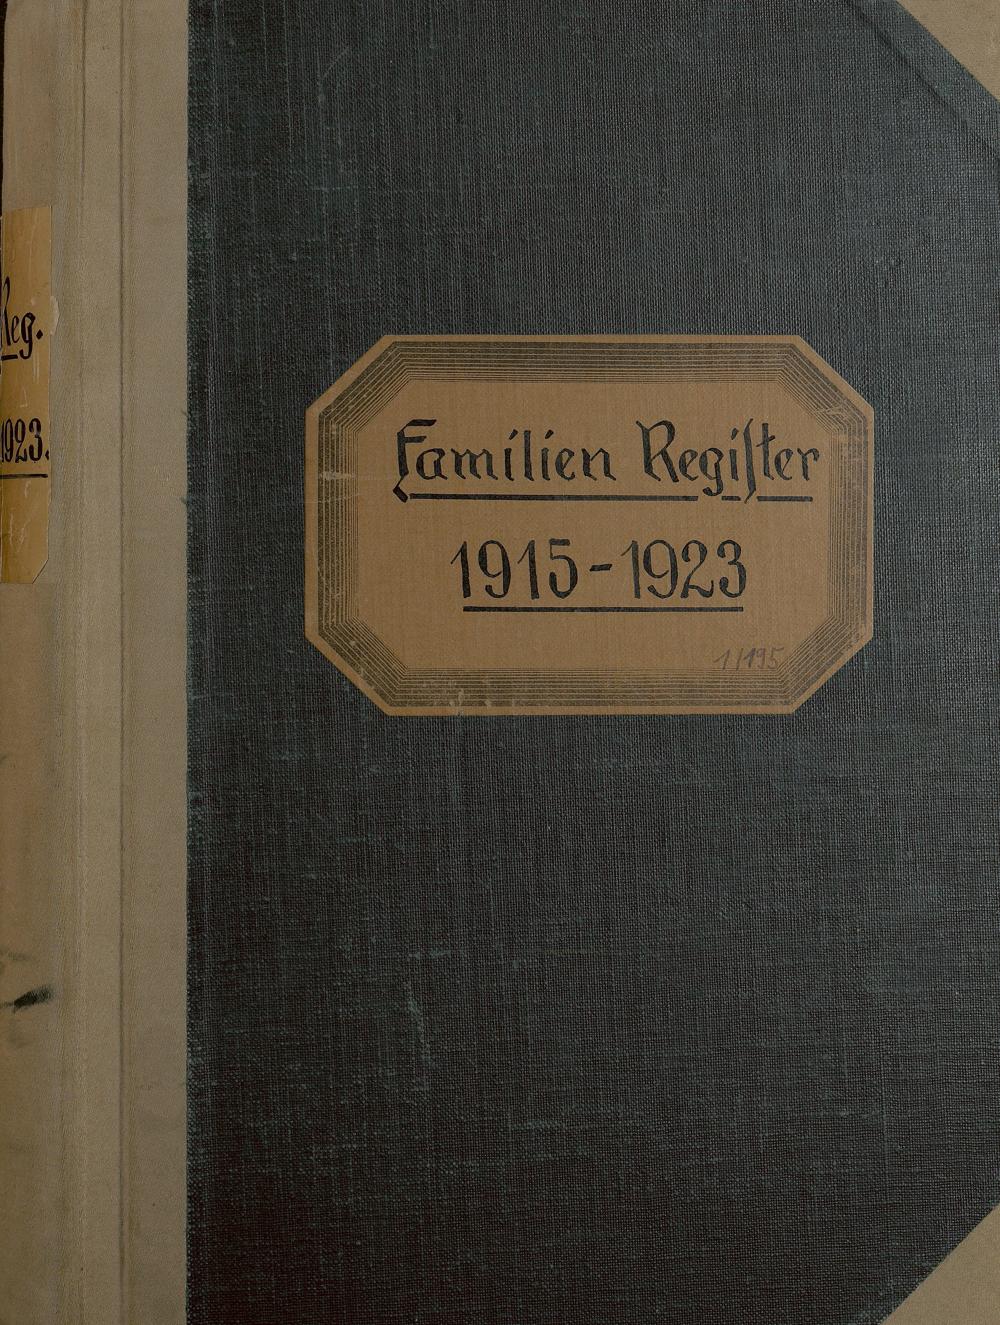 Reg.
1923.
Familien Regiſter
1915-1923
1/195